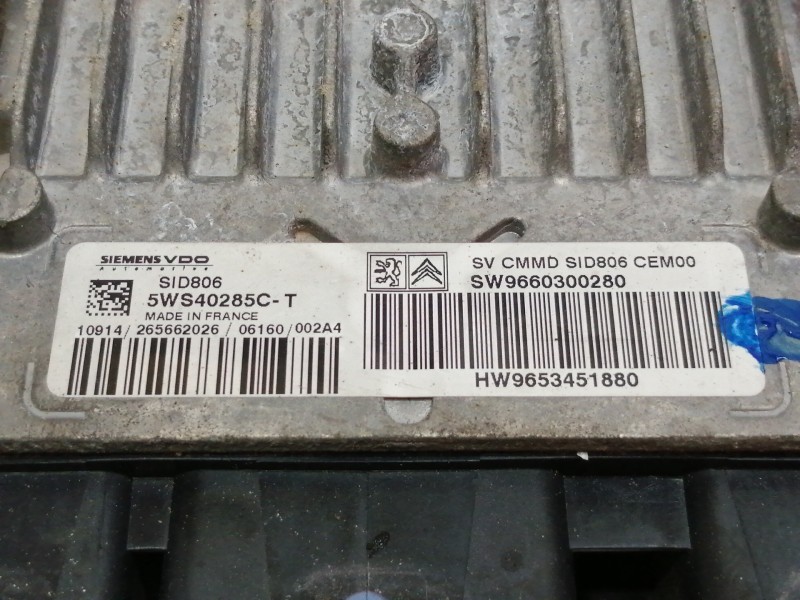 SIEMENS VDO
Automotive
SID806
5WS40285C-T
MADE IN FRANCE
10914/265662026/06160/002A4
SV CMMD SID806 CEM00
SW9660300280
HW9653451880